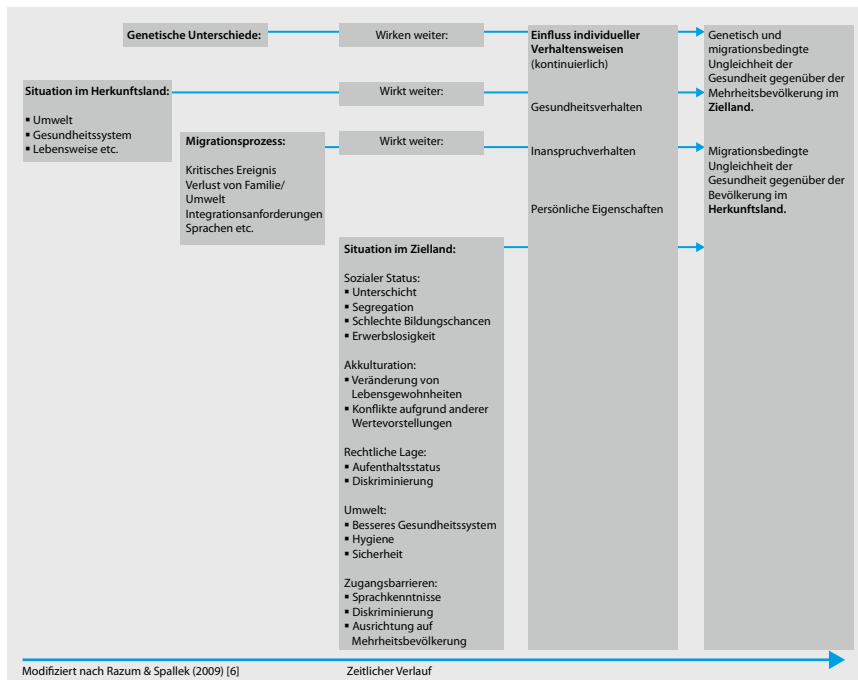 Genetische Unterschiede:
Wirken weiter:
Situation im Herkunftsland:
▪ Umwelt
▪ Gesundheitssystem
▪ Lebensweise etc.
Wirkt weiter:
Migrationsprozess:
Kritisches Ereignis
Verlust von Familie/
Umwelt
Integrationsanforderungen
Sprachen etc.
Wirkt weiter:
Situation im Zielland:
Sozialer Status:
▪ Unterschicht
▪ Segregation
▪ Schlechte Bildungschancen
▪ Erwerbslosigkeit
Akkulturation:
▪ Veränderung von
Lebensgewohnheiten
▪ Konflikte aufgrund anderer
Wertevorstellungen
Rechtliche Lage:
▪ Aufenthaltsstatus
▪ Diskriminierung
Umwelt:
▪ Besseres Gesundheitssystem
▪ Hygiene
▪ Sicherheit
Zugangsbarrieren:
▪ Sprachkenntnisse
▪ Diskriminierung
▪ Ausrichtung auf
Mehrheitsbevölkerung
Einfluss individueller
Verhaltensweisen
(kontinuierlich)
Gesundheitsverhalten
Inanspruchverhalten
Persönliche Eigenschaften
Genetisch und
migrationsbedingte
Ungleichheit der
Gesundheit gegenüber der
Mehrheitsbevölkerung im
Zielland.
Migrationsbedingte
Ungleichheit der
Gesundheit gegenüber der
Bevölkerung im
Herkunftsland.
Modifiziert nach Razum & Spallek (2009) [6]
Zeitlicher Verlauf